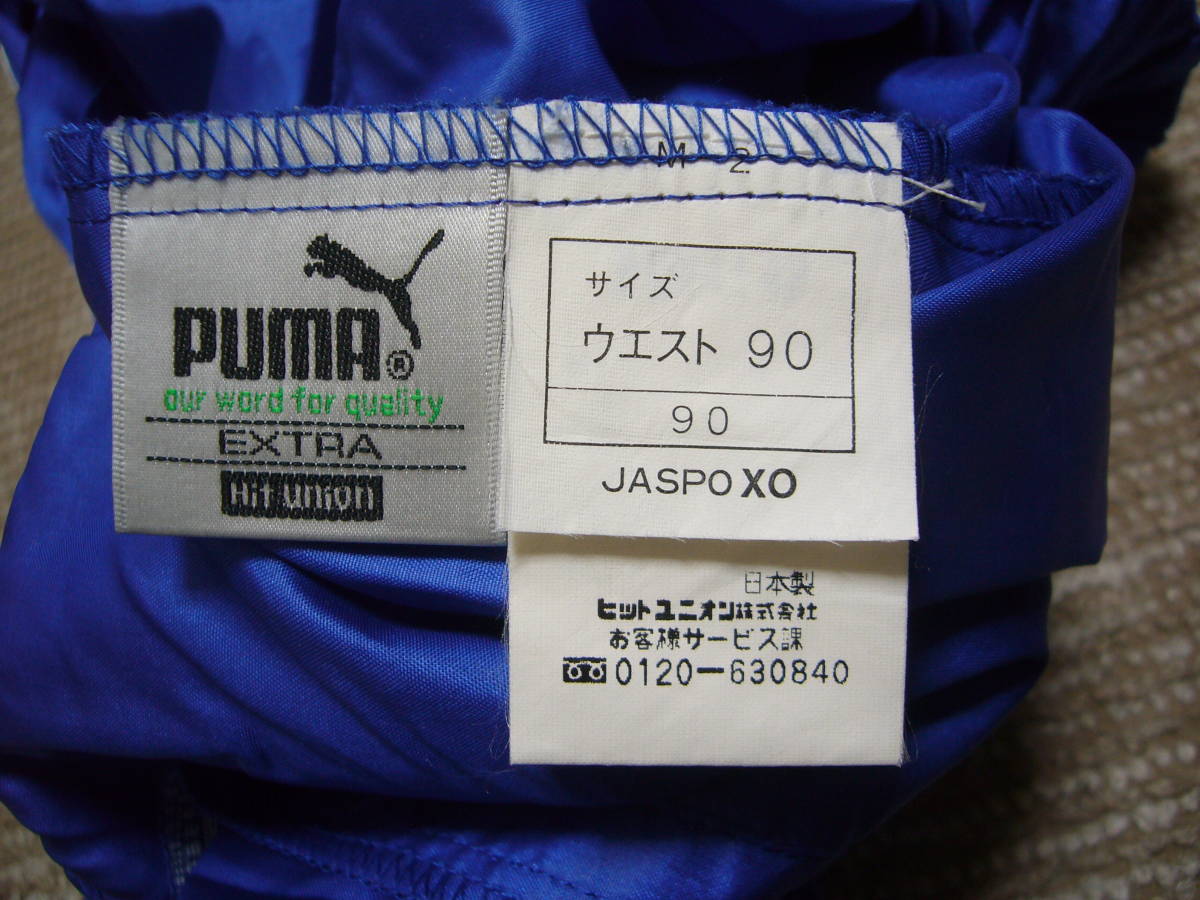 PUMA®
our word for quality
EXTRA
Hit union
M 2
サイズ
ウエスト 90
90
JASPO XO
日本製
ヒットユニオン株式会社
お客様サービス課
0120-630840